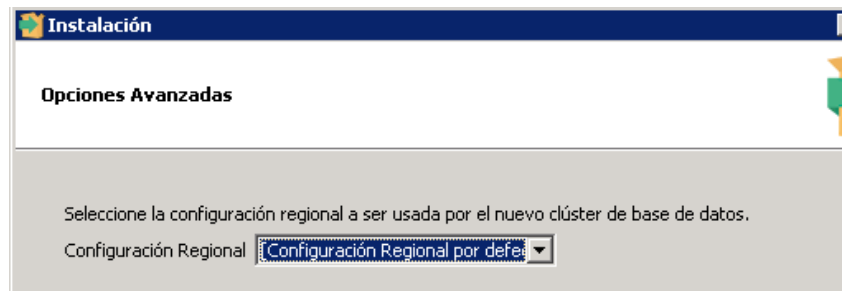 Instalación
Opciones Avanzadas
Seleccione la configuración regional a ser usada por el nuevo clúster de base de datos.
Configuración Regional [Configuración Regional por defe